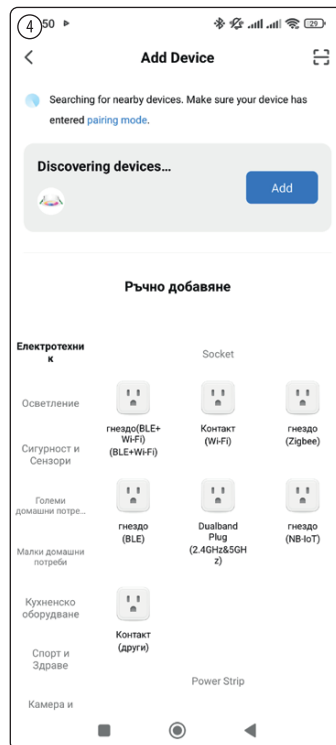 ④50
29
Add Device
Searching for nearby devices. Make sure your device has
entered pairing mode.
Discovering devices...
Add
Ръчно добавяне
Електротехни
к
Осветление
Сигурност и
Сензори
Големи
домашни потре...
Малки домашни
потреби
Кухненско
оборудване
Спорт и
Здраве
Камера и
Socket
гнездо(BLE+
Wi-Fi)
(BLE+Wi-Fi)
Контакт
(Wi-Fi)
гнездо
(Zigbee)
гнездо
(BLE)
Dualband
Plug
(2.4GHz&5GH
z)
гнездо
(NB-IoT)
Контакт
(други)
Power Strip